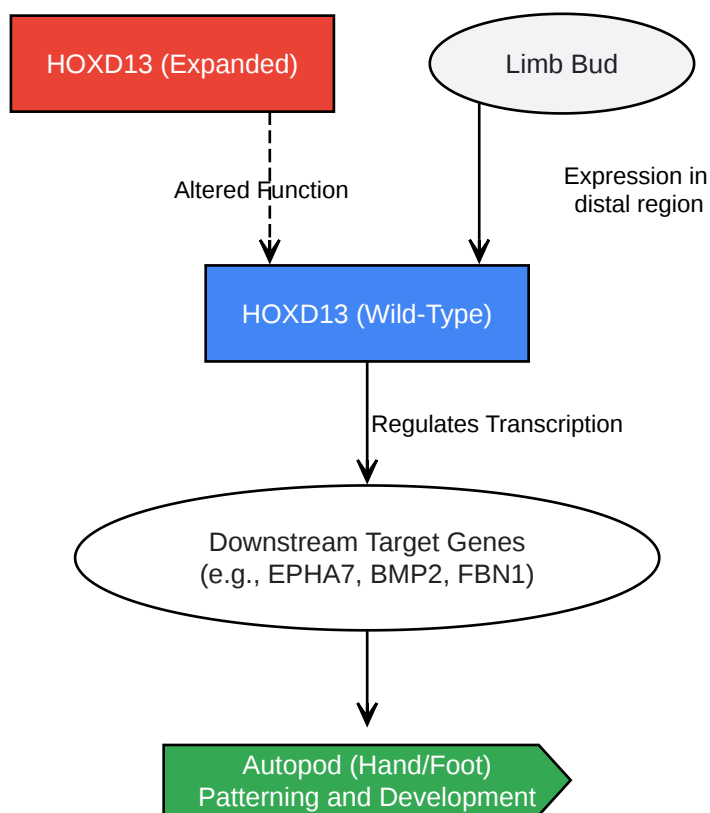 HOXD13 (Expanded)
Limb Bud
Altered Function
Expression in
distal region
HOXD13 (Wild-Type)
Regulates Transcription
Downstream Target Genes
(e.g., EPHA7, BMP2, FBN1)
Autopod (Hand/Foot)
Patterning and Development